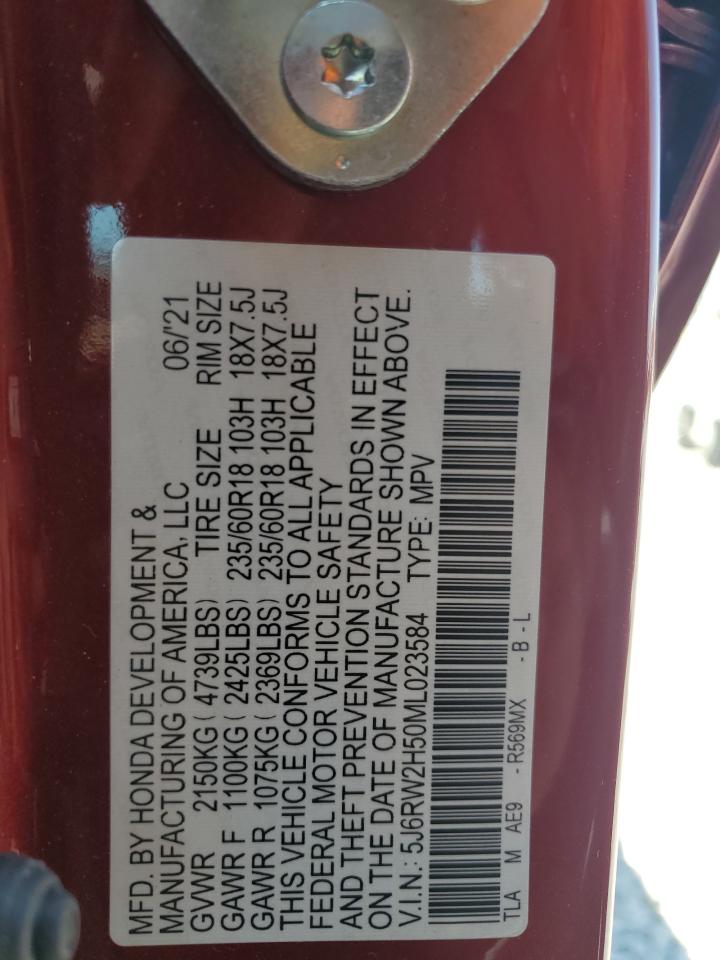 MFD. BY HONDA DEVELOPMENT &
MANUFACTURING OF AMERICA, LLC 06/'21
GVWR 2150KG( 4739LBS) TIRE SIZE RIM SIZE
GAWR F 1100KG( 2425LBS) 235/60R18 103H 18X7.5J
GAWR R 1075KG( 2369LBS) 235/60R18 103H 18X7.5J
THIS VEHICLE CONFORMS TO ALL APPLICABLE
FEDERAL MOTOR VEHICLE SAFETY
AND THEFT PREVENTION STANDARDS IN EFFECT
ON THE DATE OF MANUFACTURE SHOWN ABOVE.
V.I.N.: 5J6RW2H50ML023584 TYPE: MPV
TLA M AE9 - R569MX - B - L